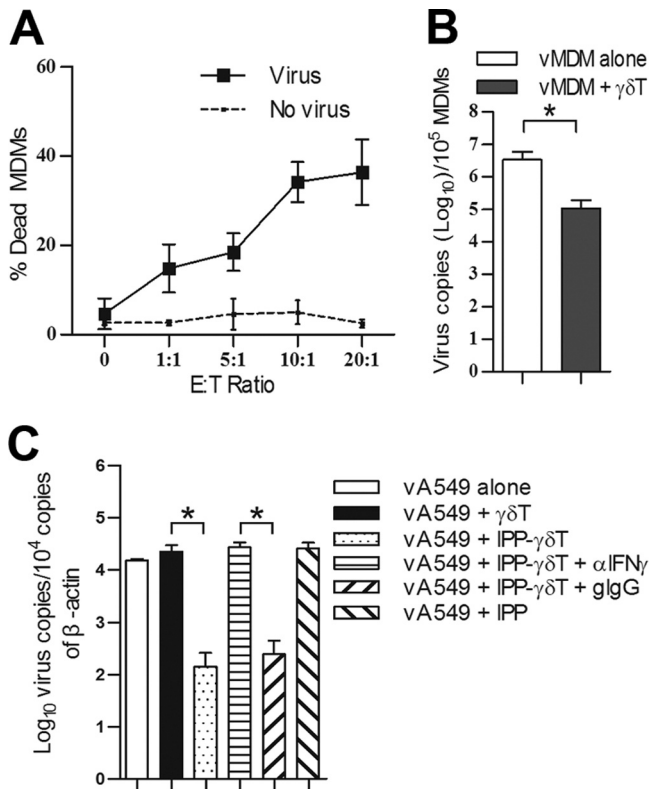 A
60
40
20
0
% Dead MDMs
Virus
No virus
0 1:1 5:1 10:1 20:1
E:T Ratio
B
vMDM alone
vMDM + γδT
Virus copies (Log10)/10^5 MDMs
8
7
6
5
4
3
2
1
0
*
C
Log10 virus copies/10^4 copies
of β-actin
6
5
4
3
2
1
0
* *
vA549 alone
vA549 + γδT
vA549 + IPP-γδT
vA549 + IPP-γδT + αIFNγ
vA549 + IPP-γδT + gIgG
vA549 + IPP